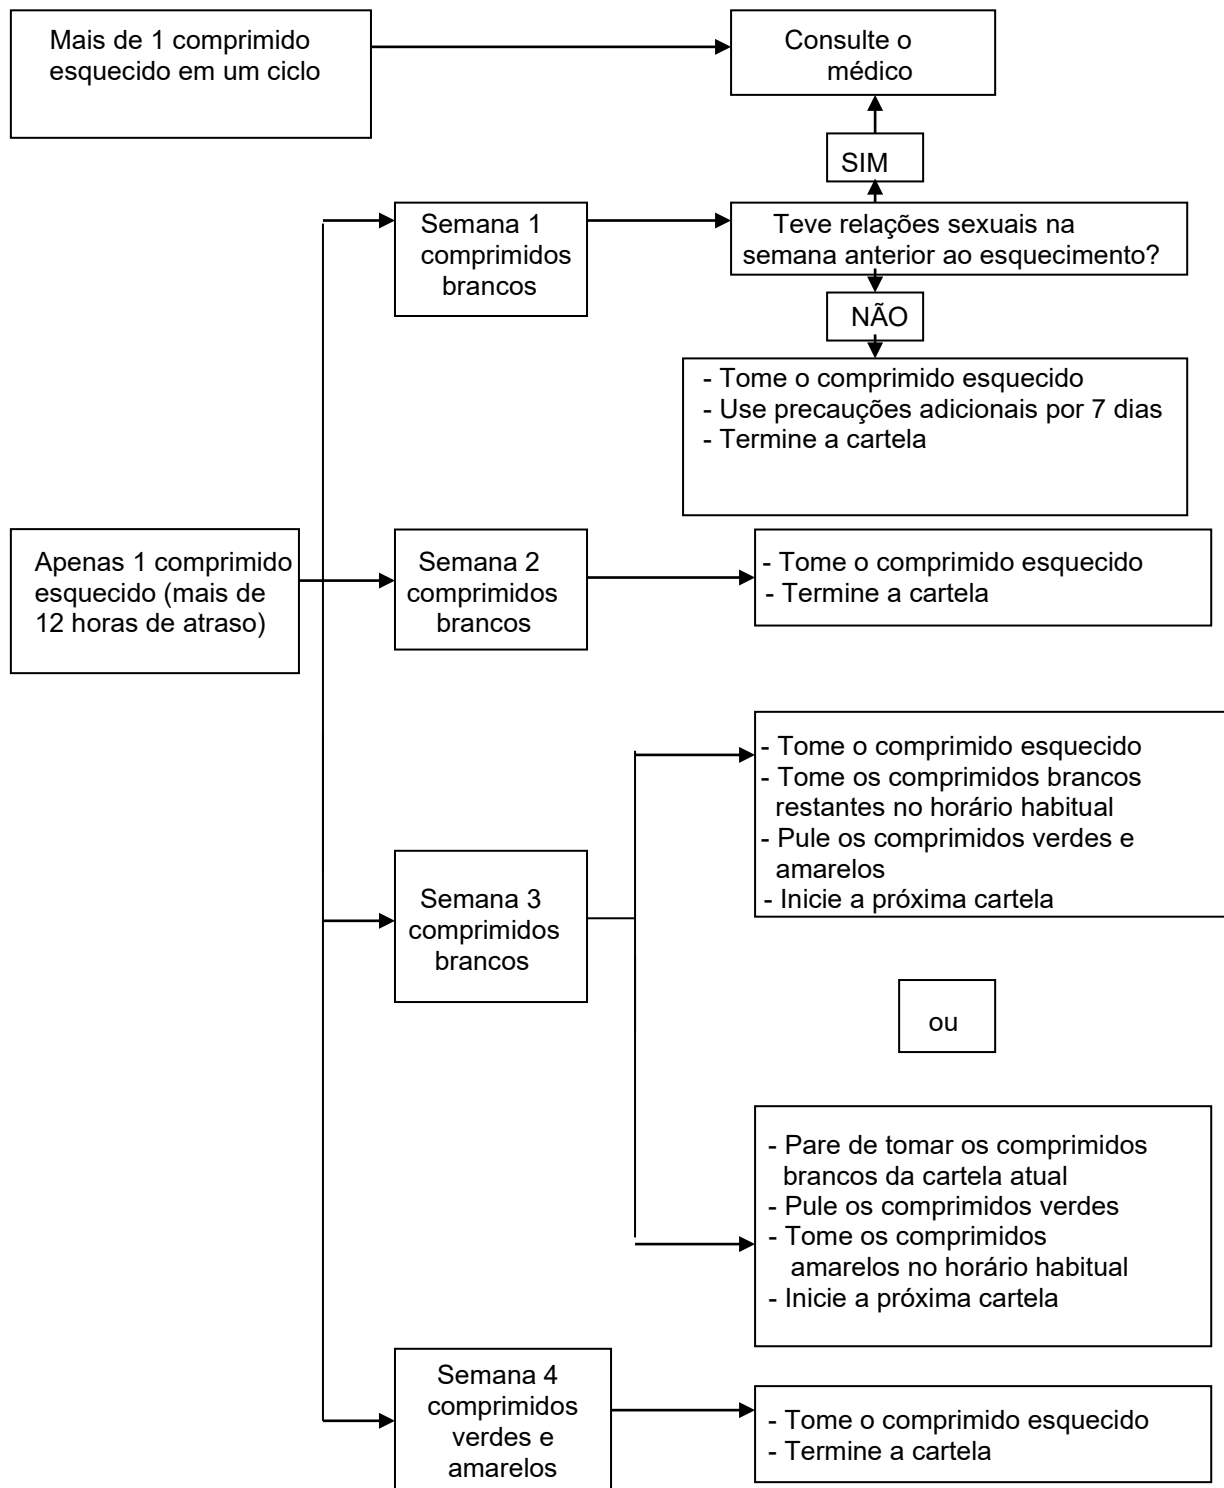 Mais de 1 comprimido
esquecido em um ciclo
Consulte o
médico
SIM
Semana 1
comprimidos
brancos
Teve relações sexuais na
semana anterior ao esquecimento?
NÃO
- Tome o comprimido esquecido
- Use precauções adicionais por 7 dias
- Termine a cartela
Apenas 1 comprimido
esquecido (mais de
12 horas de atraso)
Semana 2
comprimidos
brancos
- Tome o comprimido esquecido
- Termine a cartela
Semana 3
comprimidos
brancos
- Tome o comprimido esquecido
- Tome os comprimidos brancos
restantes no horário habitual
- Pule os comprimidos verdes e
amarelos
- Inicie a próxima cartela
ou
- Pare de tomar os comprimidos
brancos da cartela atual
- Pule os comprimidos verdes
- Tome os comprimidos
amarelos no horário habitual
- Inicie a próxima cartela
Semana 4
comprimidos
verdes e
amarelos
- Tome o comprimido esquecido
- Termine a cartela